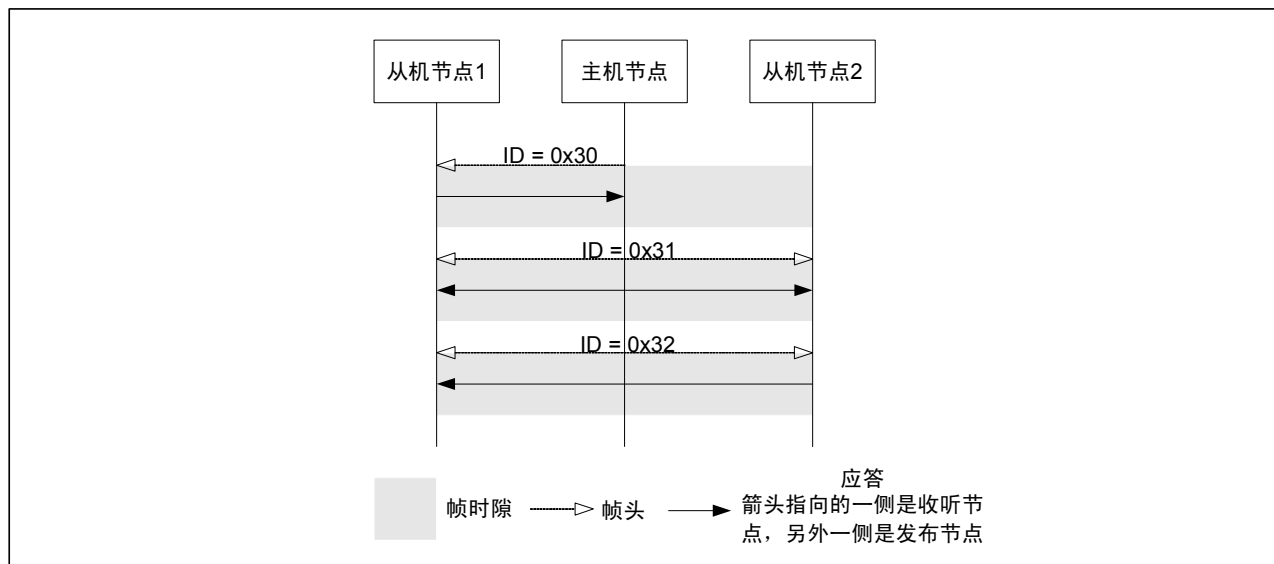 从机节点1
主机节点
从机节点2
ID = 0x30
ID = 0x31
ID = 0x32
帧时隙
帧头
应答
箭头指向的一侧是收听节
点，另外一侧是发布节点